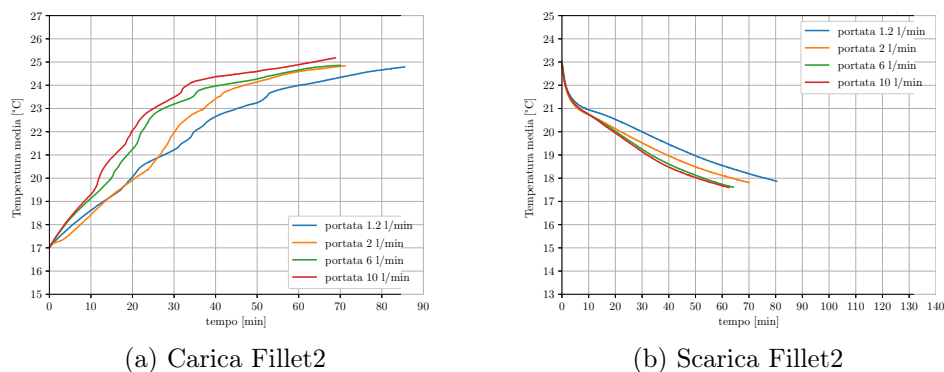 27
26
25
24
23
22
21
20
19
18
17
16
15
Temperatura media [°C]
0 10 20 30 40 50 60 70 80 90
tempo [min]
portata 1.2 l/min
portata 2 l/min
portata 6 l/min
portata 10 l/min
(a) Carica Fillet2
25
24
23
22
21
20
19
18
17
16
15
14
13
Temperatura media [°C]
0 10 20 30 40 50 60 70 80 90 100 110 120 130 140
tempo [min]
portata 1.2 l/min
portata 2 l/min
portata 6 l/min
portata 10 l/min
(b) Scarica Fillet2